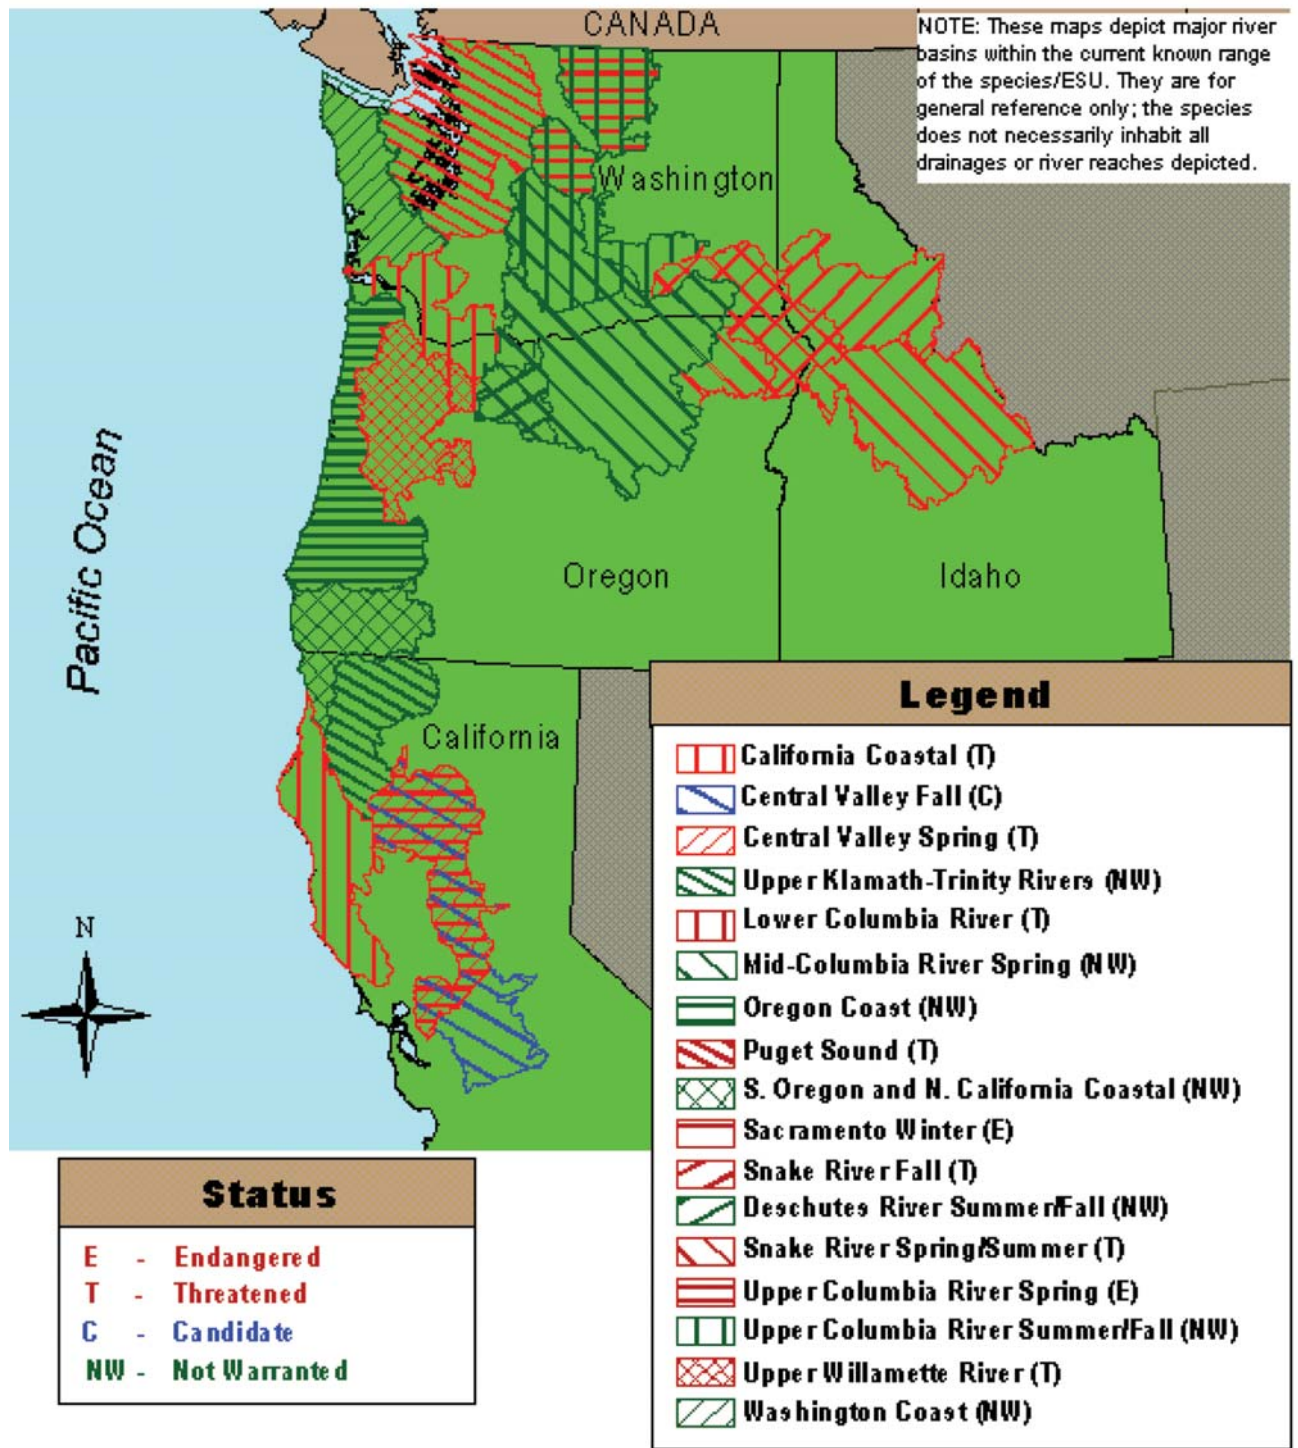 CANADA
NOTE: These maps depict major river
basins within the current known range
of the species/ESU. They are for
general reference only; the species
does not necessarily inhabit all
drainages or river reaches depicted.
Washington
Pacific Ocean
Oregon
Idaho
California
N
Legend
California Coastal (T)
Central Valley Fall (C)
Central Valley Spring (T)
Upper Klamath-Trinity Rivers (NW)
Lower Columbia River (T)
Mid-Columbia River Spring (NW)
Oregon Coast (NW)
Puget Sound (T)
S. Oregon and N. California Coastal (NW)
Sacramento Winter (E)
Snake River Fall (T)
Deschutes River Summer/Fall (NW)
Snake River Spring/Summer (T)
Upper Columbia River Spring (E)
Upper Columbia River Summer/Fall (NW)
Upper Willamette River (T)
Washington Coast (NW)
Status
E - Endangered
T - Threatened
C - Candidate
NW - Not Warranted